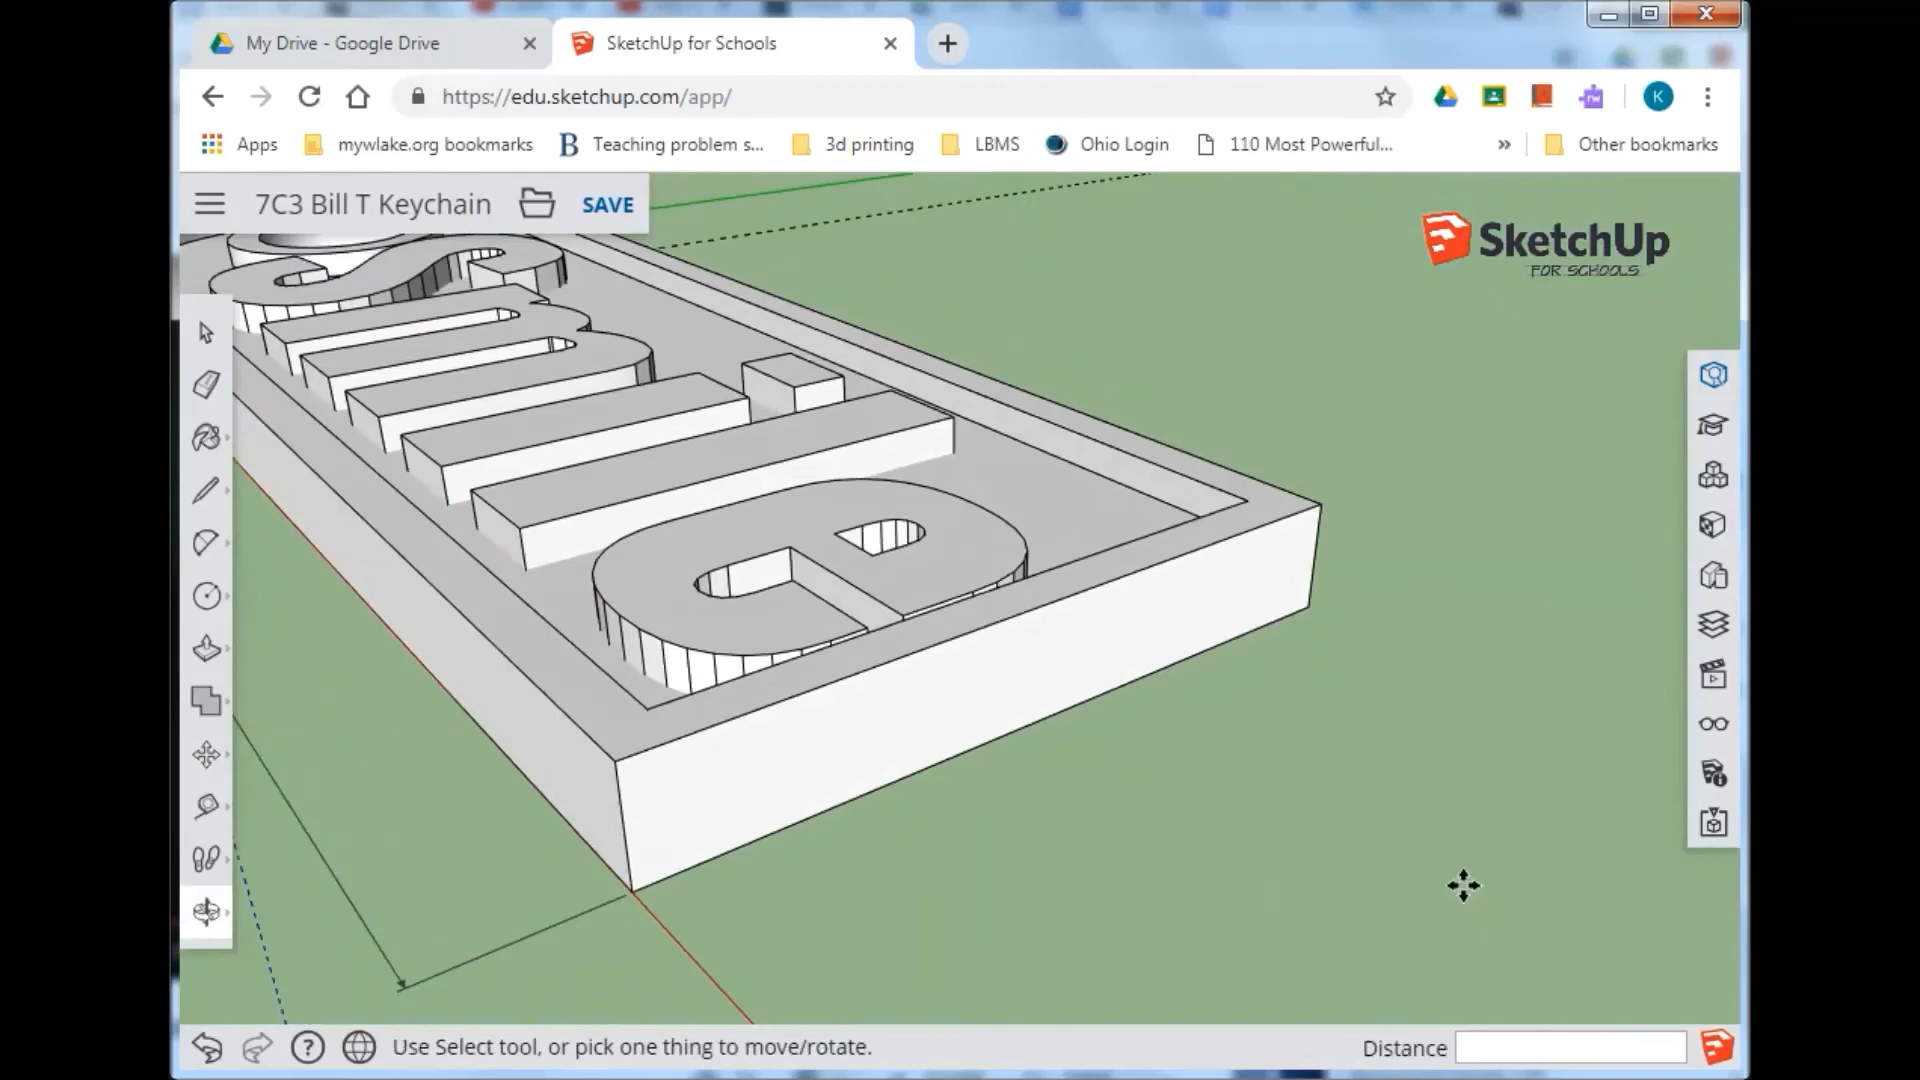 My Drive - Google Drive
SketchUp for Schools
https://edu.sketchup.com/app/
K
Apps
mywlake.org bookmarks
B Teaching problem s...
3d printing
LBMS
Ohio Login
110 Most Powerful...
»
Other bookmarks
7C3 Bill T Keychain
SAVE
SketchUp
FOR SCHOOLS
Smile
Use Select tool, or pick one thing to move/rotate.
Distance